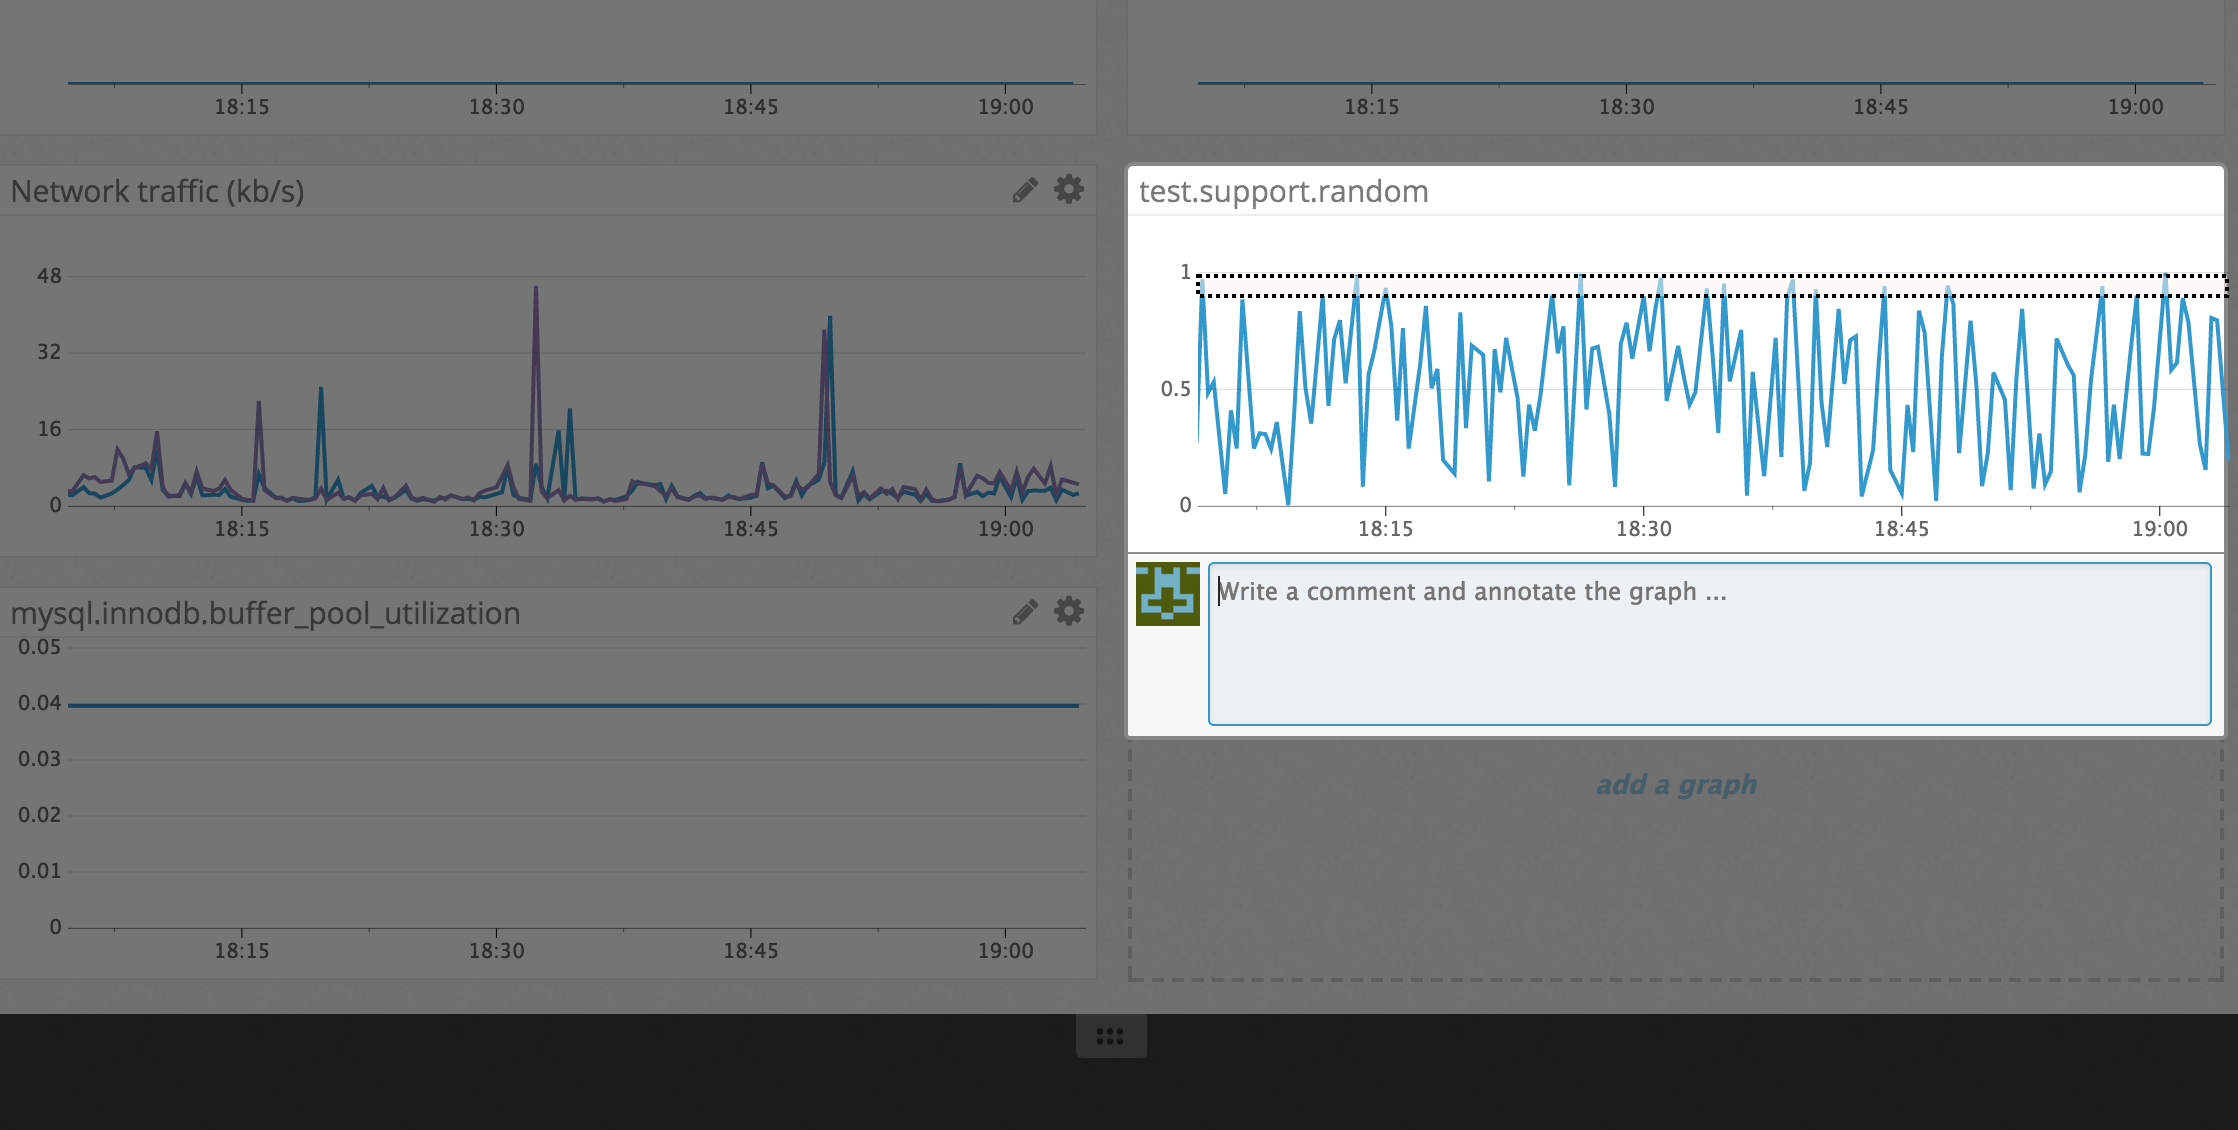 18:15 18:30 18:45 19:00
18:15 18:30 18:45 19:00
Network traffic (kb/s)
48
32
16
0
18:15 18:30 18:45 19:00
test.support.random
1
0.5
0
18:15 18:30 18:45 19:00
Write a comment and annotate the graph ...
mysql.innodb.buffer_pool_utilization
0.05
0.04
0.03
0.02
0.01
0
18:15 18:30 18:45 19:00
add a graph